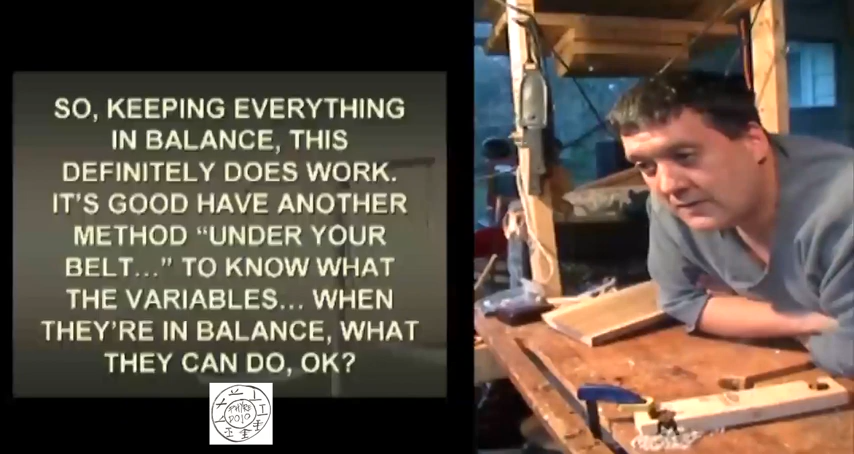 SO, KEEPING EVERYTHING
IN BALANCE, THIS
DEFINITELY DOES WORK.
IT'S GOOD HAVE ANOTHER
METHOD “UNDER YOUR
BELT...” TO KNOW WHAT
THE VARIABLES... WHEN
THEY'RE IN BALANCE, WHAT
THEY CAN DO, OK?